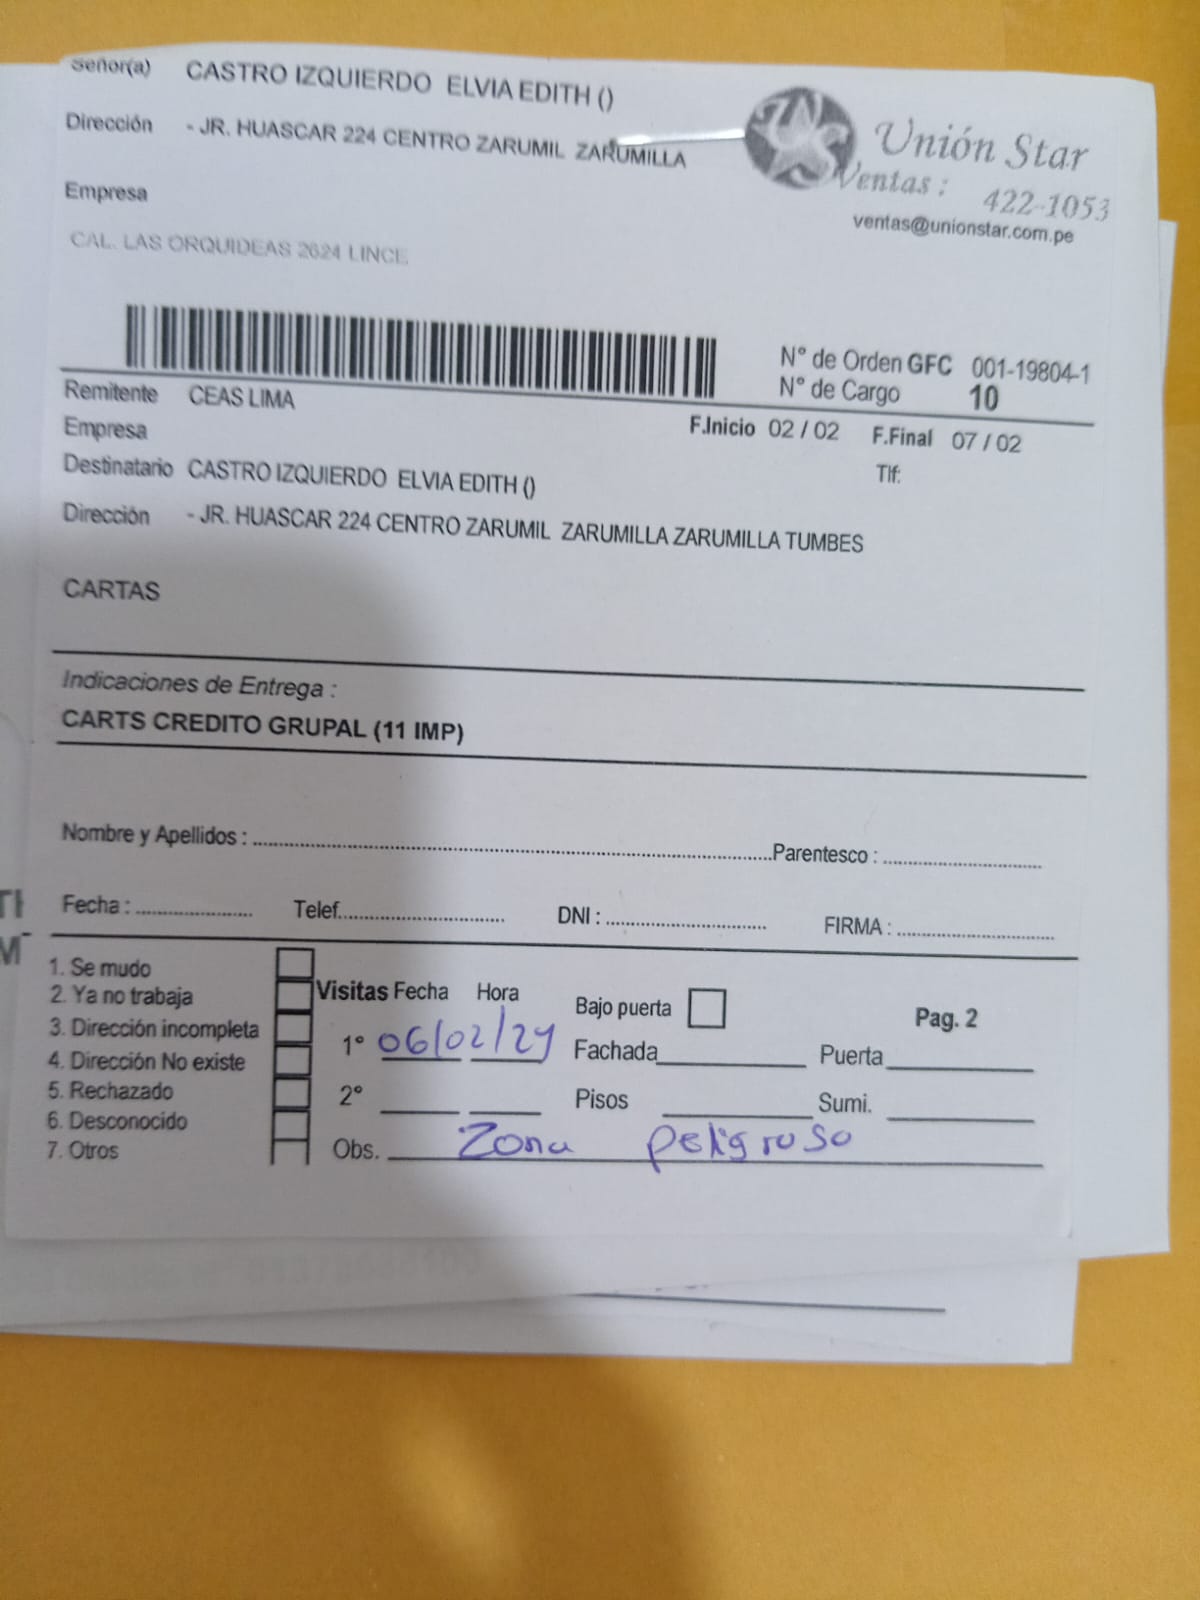 Señor(a) CASTRO IZQUIERDO ELVIA EDITH ()
Dirección - JR. HUASCAR 224 CENTRO ZARUMIL ZARUMILLA
Unión Star
Ventas : 422-1053
ventas@unionstar.com.pe
Empresa
CAL. LAS ORQUIDEAS 2624 LINCE
N° de Orden GFC 001-19804-1
N° de Cargo 10
Remitente CEAS LIMA
F.Inicio 02 / 02 F.Final 07 / 02
Empresa
Tlf:
Destinatario CASTRO IZQUIERDO ELVIA EDITH ()
Dirección - JR. HUASCAR 224 CENTRO ZARUMIL ZARUMILLA ZARUMILLA TUMBES
CARTAS
Indicaciones de Entrega :
CARTS CREDITO GRUPAL (11 IMP)
Nombre y Apellidos : Parentesco :
Fecha : Telef. DNI : FIRMA :
1. Se mudo
2. Ya no trabaja
3. Dirección incompleta
4. Dirección No existe
5. Rechazado
6. Desconocido
7. Otros
Visitas Fecha Hora
1° 06/02/24
2°
Obs. Zona peligroso
Bajo puerta
Fachada Puerta
Pisos Sumi.
Pag. 2